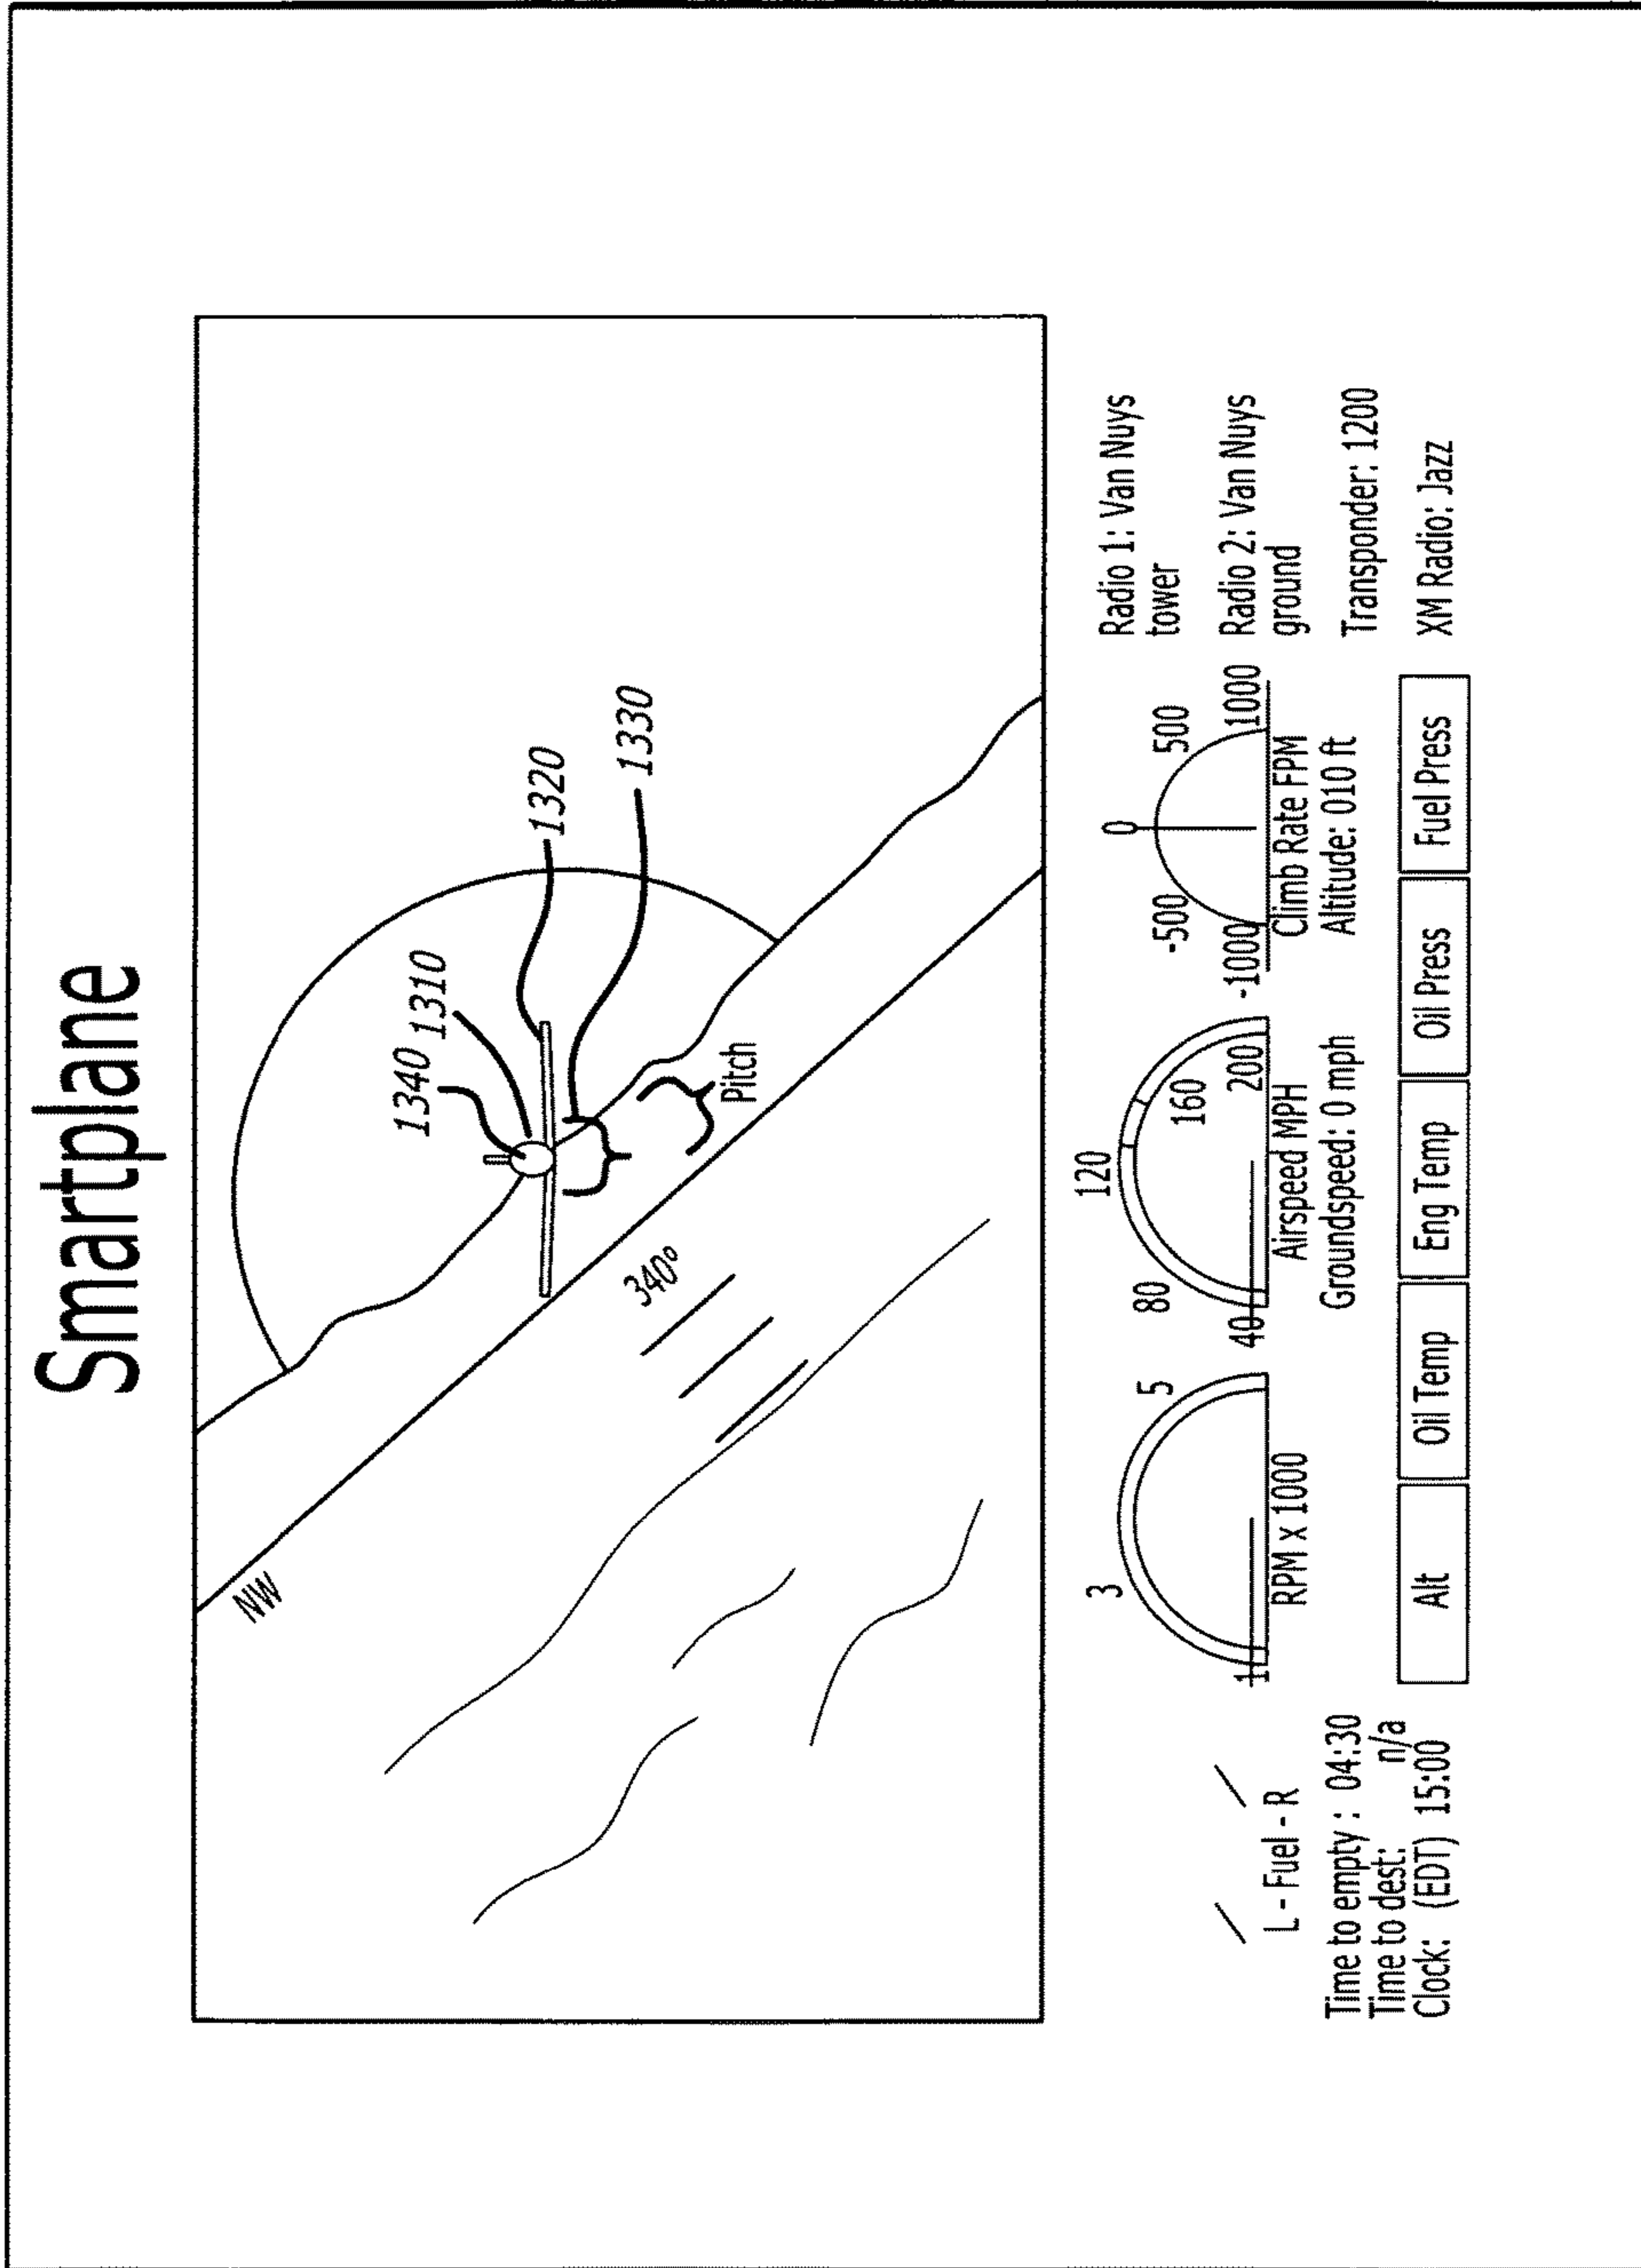 Smartplane
1340
1310
1320
1330
Pitch
NW
340º
L - Fuel - R
Time to empty : 04:30
Time to dest: n/a
Clock: (EDT) 15:00
1
3
5
RPM x 1000
40
80
120
160
200
Airspeed MPH
Groundspeed: 0 mph
-1000
-500
0
500
1000
Climb Rate FPM
Altitude: 010 ft
Radio 1: Van Nuys
tower
Radio 2: Van Nuys
ground
Transponder: 1200
XM Radio: Jazz
Alt
Oil Temp
Eng Temp
Oil Press
Fuel Press